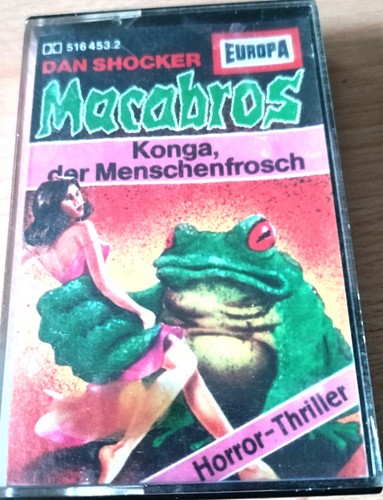 516 453.2
DAN SHOCKER
EUROPA
Macabros
Konga,
der Menschenfrosch
Horror-Thriller